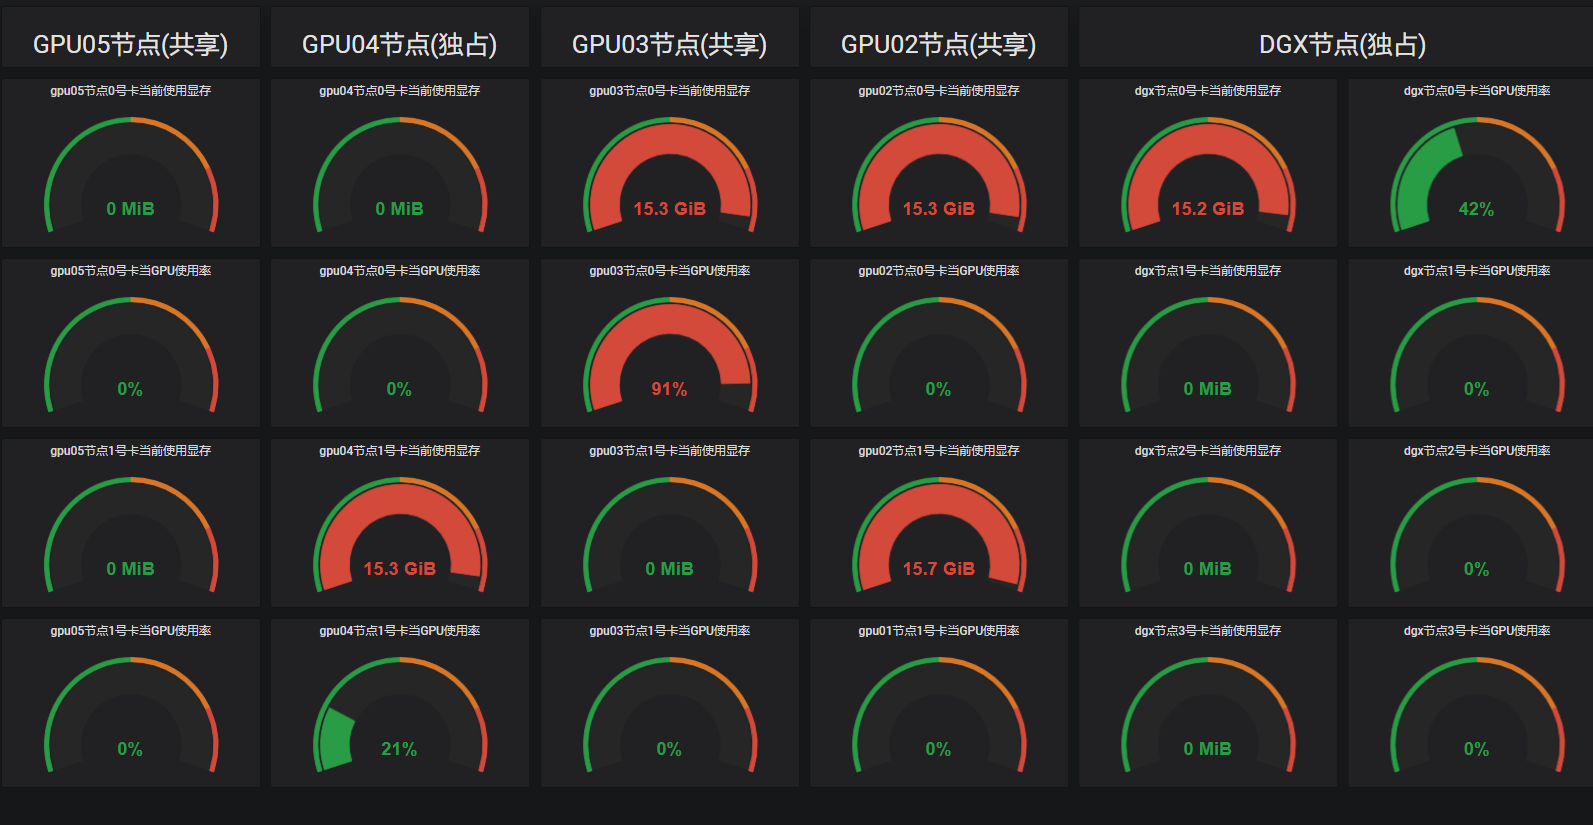 GPU05节点(共享)
GPU04节点(独占)
GPU03节点(共享)
GPU02节点(共享)
DGX节点(独占)
gpu05节点0号卡当前使用显存
gpu04节点0号卡当前使用显存
gpu03节点0号卡当前使用显存
gpu02节点0号卡当前使用显存
dgx节点0号卡当前使用显存
dgx节点0号卡当GPU使用率
0 MiB
0 MiB
15.3 GiB
15.3 GiB
15.2 GiB
42%
gpu05节点0号卡当GPU使用率
gpu04节点0号卡当GPU使用率
gpu03节点0号卡当GPU使用率
gpu02节点0号卡当GPU使用率
dgx节点1号卡当前使用显存
dgx节点1号卡当GPU使用率
0%
0%
91%
0%
0 MiB
0%
gpu05节点1号卡当前使用显存
gpu04节点1号卡当前使用显存
gpu03节点1号卡当前使用显存
gpu02节点1号卡当前使用显存
dgx节点2号卡当前使用显存
dgx节点2号卡当GPU使用率
0 MiB
15.3 GiB
0 MiB
15.7 GiB
0 MiB
0%
gpu05节点1号卡当GPU使用率
gpu04节点1号卡当GPU使用率
gpu03节点1号卡当GPU使用率
gpu01节点1号卡当GPU使用率
dgx节点3号卡当前使用显存
dgx节点3号卡当GPU使用率
0%
21%
0%
0%
0 MiB
0%